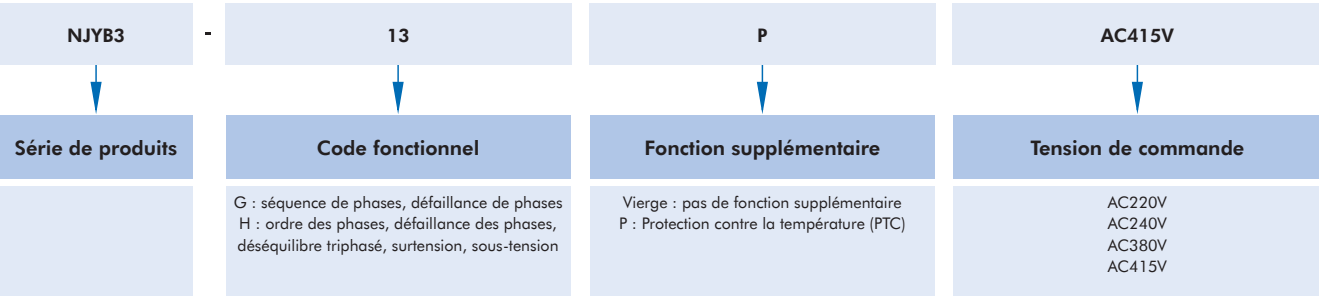 NJYB3 - 13 P AC415V
Série de produits Code fonctionnel Fonction supplémentaire Tension de commande
G : séquence de phases, défaillance de phases
H : ordre des phases, défaillance des phases,
déséquilibre triphasé, surtension, sous-tension
Vierge : pas de fonction supplémentaire
P : Protection contre la température (PTC)
AC220V
AC240V
AC380V
AC415V